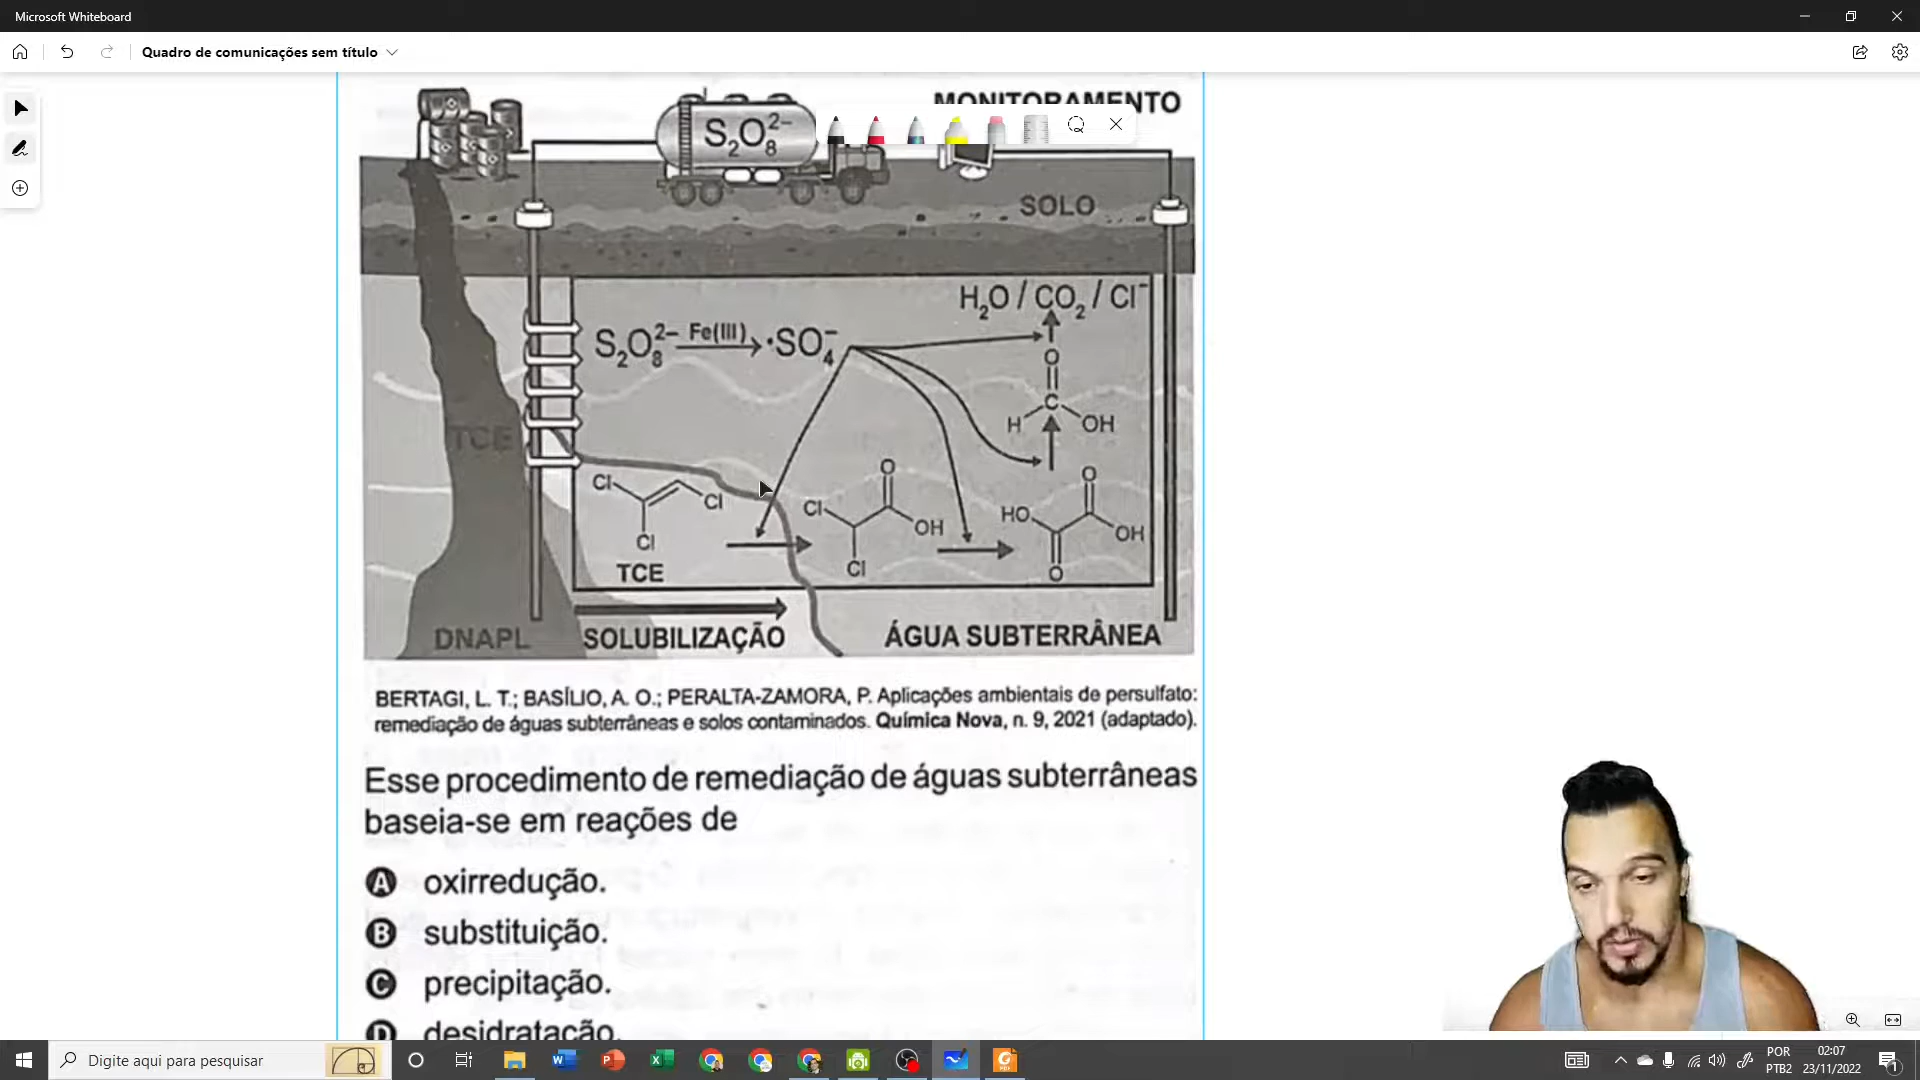 Microsoft Whiteboard
Quadro de comunicações sem título
MONITORAMENTO
S₂O₈²⁻
SOLO
H₂O / CO₂ / Cl⁻
S₂O₈²⁻ Fe(III) ·SO₄⁻
O
C
H OH
TCE
Cl Cl Cl
TCE
O Cl OH Cl
O HO OH O
DNAPL SOLUBILIZAÇÃO ÁGUA SUBTERRÂNEA
BERTAGI, L. T.; BASÍLIO, A. O.; PERALTA-ZAMORA, P. Aplicações ambientais de persulfato:
remediação de águas subterrâneas e solos contaminados. Química Nova, n. 9, 2021 (adaptado).
Esse procedimento de remediação de águas subterrâneas
baseia-se em reações de
A oxirredução.
B substituição.
C precipitação.
D desidratação.
Digite aqui para pesquisar
POR
PTB2
02:07
23/11/2022
1